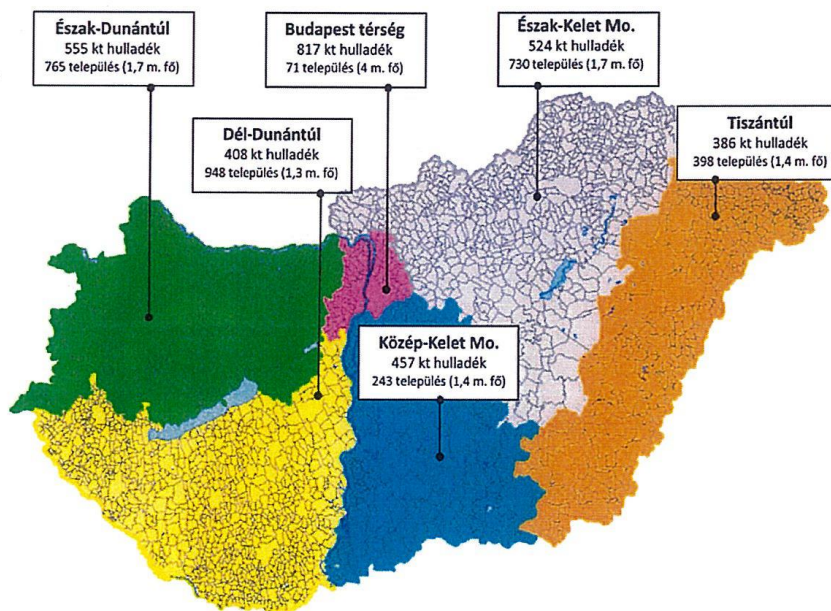 Észak-Dunántúl
555 kt hulladék
765 település (1,7 m. fő)
Budapest térség
817 kt hulladék
71 település (4 m. fő)
Észak-Kelet Mo.
524 kt hulladék
730 település (1,7 m. fő)
Tiszántúl
386 kt hulladék
398 település (1,4 m. fő)
Dél-Dunántúl
408 kt hulladék
948 település (1,3 m. fő)
Közép-Kelet Mo.
457 kt hulladék
243 település (1,4 m. fő)